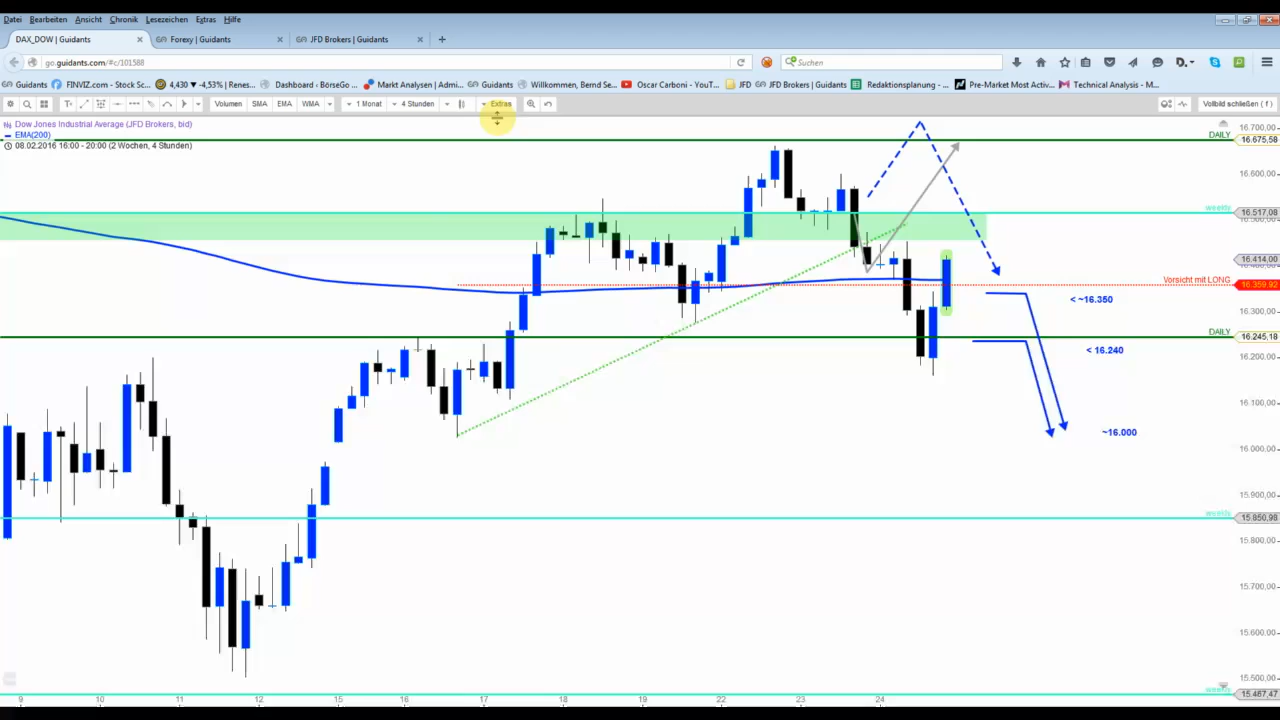 Datei Bearbeiten Ansicht Chronik Lesezeichen Extras Hilfe
DAX_DOW | Guidants × Forexy | Guidants × JFD Brokers | Guidants × +
go.guidants.com/#c/101588 Suchen
Guidants FINVIZ.com - Stock... 4,430 ▼ -4,53% | Renes... Dashboard ‹ BörseGo ... Markt Analysten | Admi... Guidants Willkommen, Bernd Se... Oscar Carboni - YouT... JFD JFD Brokers | Guidants Redaktionsplanung - ... Pre-Market Most Activ... Technical Analysis - ...
Volumen SMA EMA WMA 1 Monat 4 Stunden Extras Vollbild schließen ( f )
Dow Jones Industrial Average (JFD Brokers, bid)
EMA(200)
08.02.2016 16:00 - 20:00 (2 Wochen, 4 Stunden)
16.700,00
DAILY 16.675,58
16.600,00
weekly 16.517,08
16.414,00
Vorsicht mit LONG 16.359,92
< ~16.350
16.300,00
DAILY 16.245,18
< 16.240
16.200,00
16.100,00
~16.000
16.000,00
15.900,00
weekly 15.850,98
15.800,00
15.700,00
15.600,00
15.500,00
weekly 15.467,47
9 10 11 12 15 16 17 18 19 22 23 24